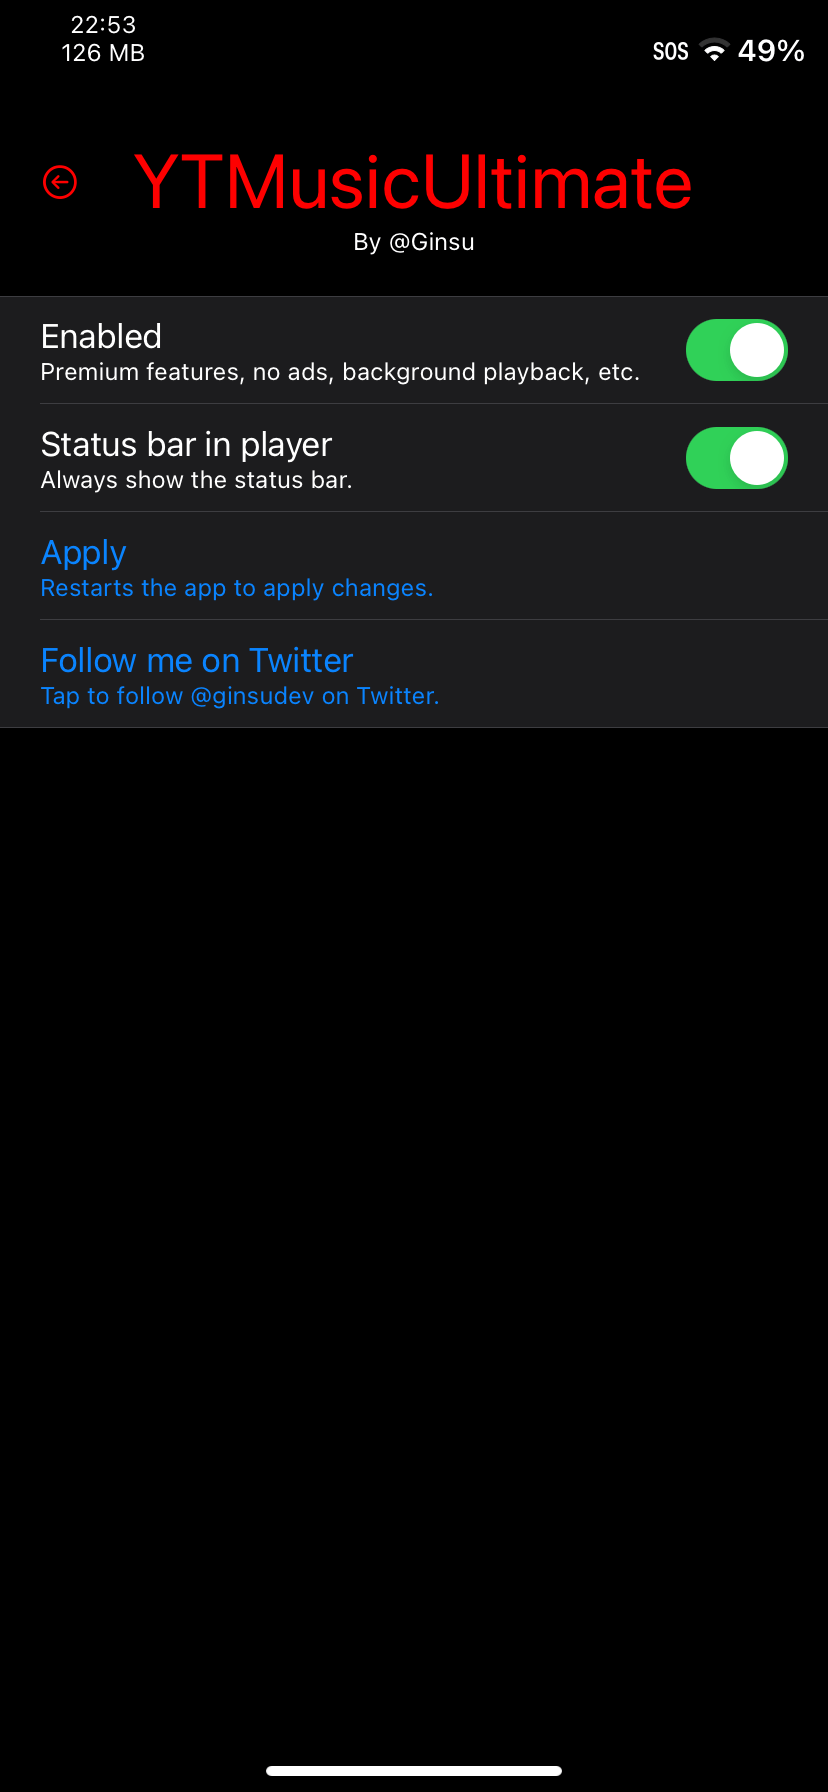 22:53
126 MB
SOS 49%
YTMusicUltimate
By @Ginsu
Enabled
Premium features, no ads, background playback, etc.
Status bar in player
Always show the status bar.
Apply
Restarts the app to apply changes.
Follow me on Twitter
Tap to follow @ginsudev on Twitter.